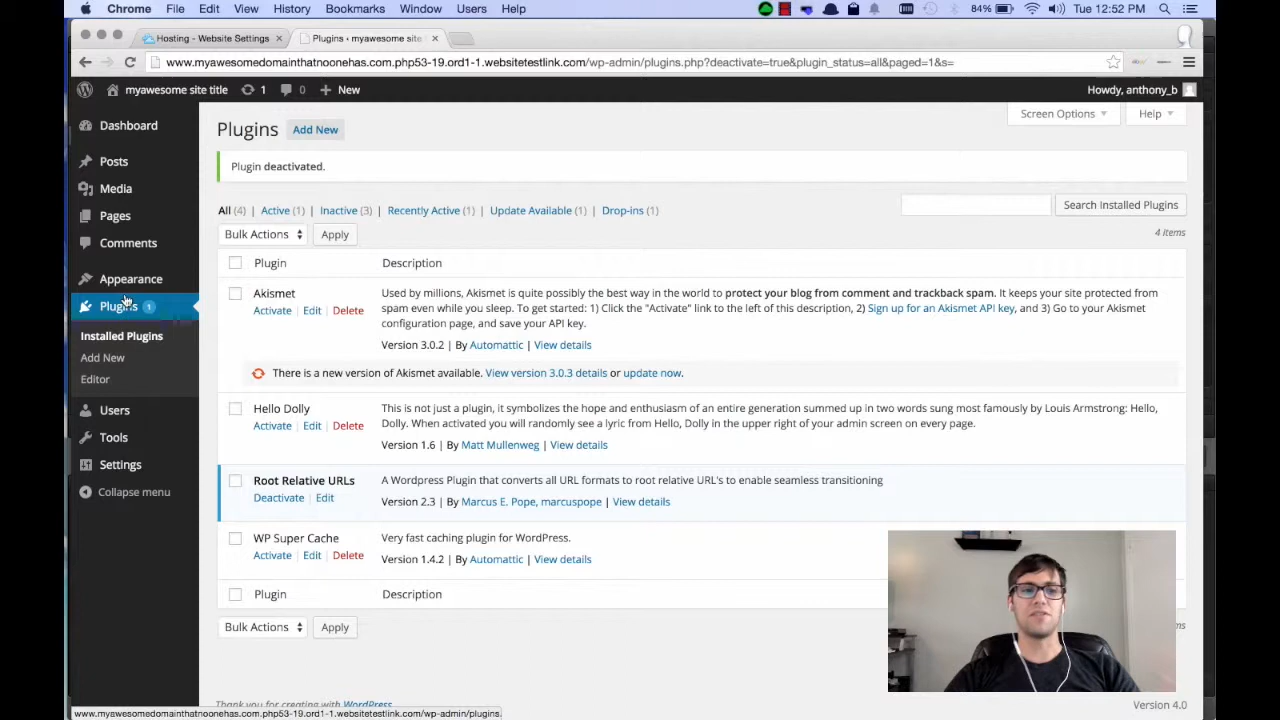 Chrome File Edit View History Bookmarks Window Users Help 84% Tue 12:52 PM
Hosting - Website Settings Plugins ‹ myawesome site
www.myawesomedomainthatnoonehas.com.php53-19.ord1-1.websitetestlink.com/wp-admin/plugins.php?deactivate=true&plugin_status=all&paged=1&s=
myawesome site title 1 0 + New Howdy, anthony_b
Screen Options Help
Dashboard
Posts
Media
Pages
Comments
Appearance
Plugins 1
Installed Plugins
Add New
Editor
Users
Tools
Settings
Collapse menu
Plugins Add New
Plugin deactivated.
All (4) | Active (1) | Inactive (3) | Recently Active (1) | Update Available (1) | Drop-ins (1)
Search Installed Plugins
Bulk Actions Apply
4 items
Plugin Description
Akismet
Activate | Edit | Delete
Used by millions, Akismet is quite possibly the best way in the world to protect your blog from comment and trackback spam. It keeps your site protected from
spam even while you sleep. To get started: 1) Click the "Activate" link to the left of this description, 2) Sign up for an Akismet API key, and 3) Go to your Akismet
configuration page, and save your API key.
Version 3.0.2 | By Automattic | View details
There is a new version of Akismet available. View version 3.0.3 details or update now.
Hello Dolly
Activate | Edit | Delete
This is not just a plugin, it symbolizes the hope and enthusiasm of an entire generation summed up in two words sung most famously by Louis Armstrong: Hello,
Dolly. When activated you will randomly see a lyric from Hello, Dolly in the upper right of your admin screen on every page.
Version 1.6 | By Matt Mullenweg | View details
Root Relative URLs
Deactivate | Edit
A Wordpress Plugin that converts all URL formats to root relative URL's to enable seamless transitioning
Version 2.3 | By Marcus E. Pope, marcuspope | View details
WP Super Cache
Activate | Edit | Delete
Very fast caching plugin for WordPress.
Version 1.4.2 | By Automattic | View details
Plugin Description
Bulk Actions Apply
Thank you for creating with WordPress
Version 4.0
www.myawesomedomainthatnoonehas.com.php53-19.ord1-1.websitetestlink.com/wp-admin/plugins.